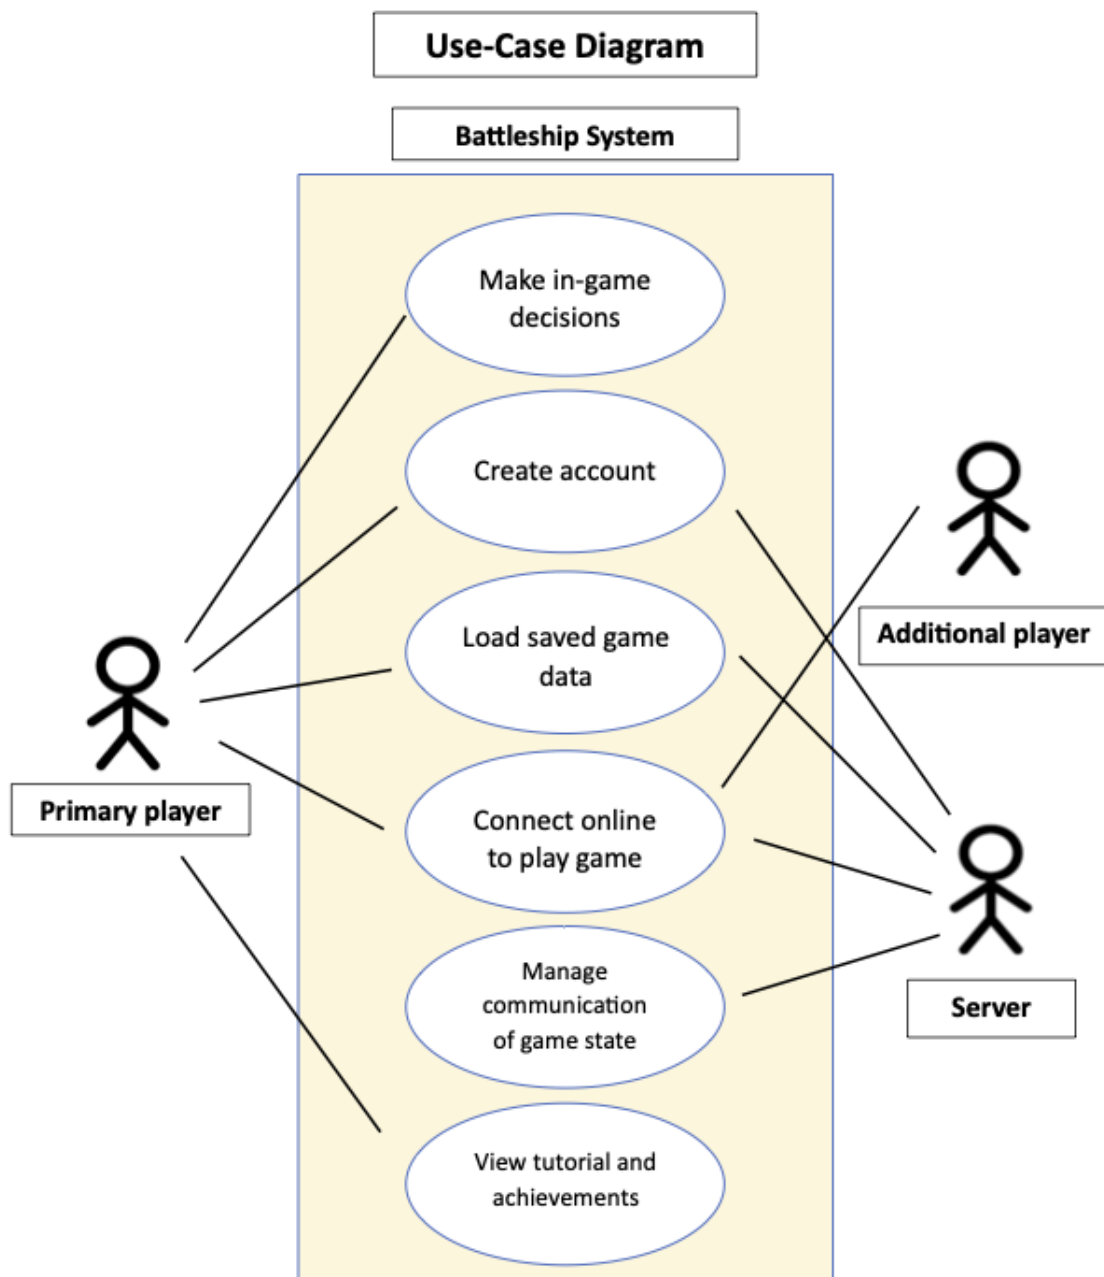 Use-Case Diagram
Battleship System
Make in-game
decisions
Create account
Load saved game
data
Connect online
to play game
Manage
communication
of game state
View tutorial and
achievements
Primary player
Additional player
Server